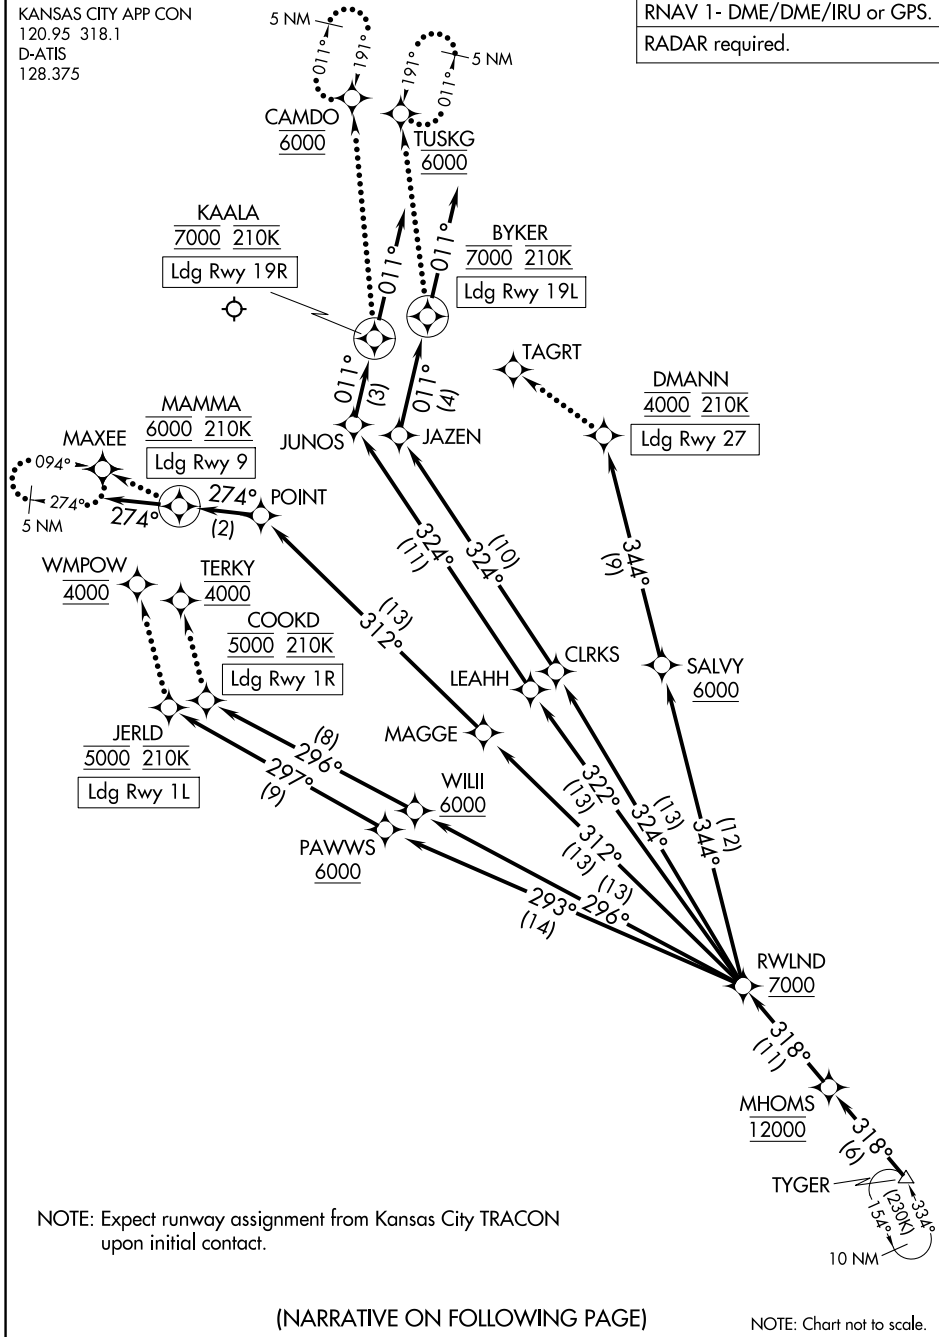 KANSAS CITY APP CON
120.95 318.1
D-ATIS
128.375
RNAV 1- DME/DME/IRU or GPS.
RADAR required.
5 NM
011°
191°
5 NM
191°
011°
CAMDO
6000
TUSKG
6000
KAALA
7000 210K
Ldg Rwy 19R
011°
011°
BYKER
7000 210K
Ldg Rwy 19L
TAGRT
011°
(3)
011°
(4)
DMANN
4000 210K
Ldg Rwy 27
MAMMA
6000 210K
Ldg Rwy 9
MAXEE
JUNOS
JAZEN
094°
274°
5 NM
274°
274°
(2)
POINT
324°
(11)
(10)
324°
344°
(9)
WMPOW
4000
TERKY
4000
COOKD
5000 210K
Ldg Rwy 1R
(13)
312°
CLRKS
LEAHH
SALVY
6000
JERLD
5000 210K
Ldg Rwy 1L
MAGGE
(8)
296°
297°
(9)
WILII
6000
PAWWS
6000
322°
(13)
(13)
324°
(12)
344°
312°
(13)
(13)
296°
293°
(14)
RWLND
7000
318°
(11)
MHOMS
12000
318°
(6)
TYGER
334°
(230K)
154°
10 NM
NOTE: Expect runway assignment from Kansas City TRACON
upon initial contact.
(NARRATIVE ON FOLLOWING PAGE)
NOTE: Chart not to scale.